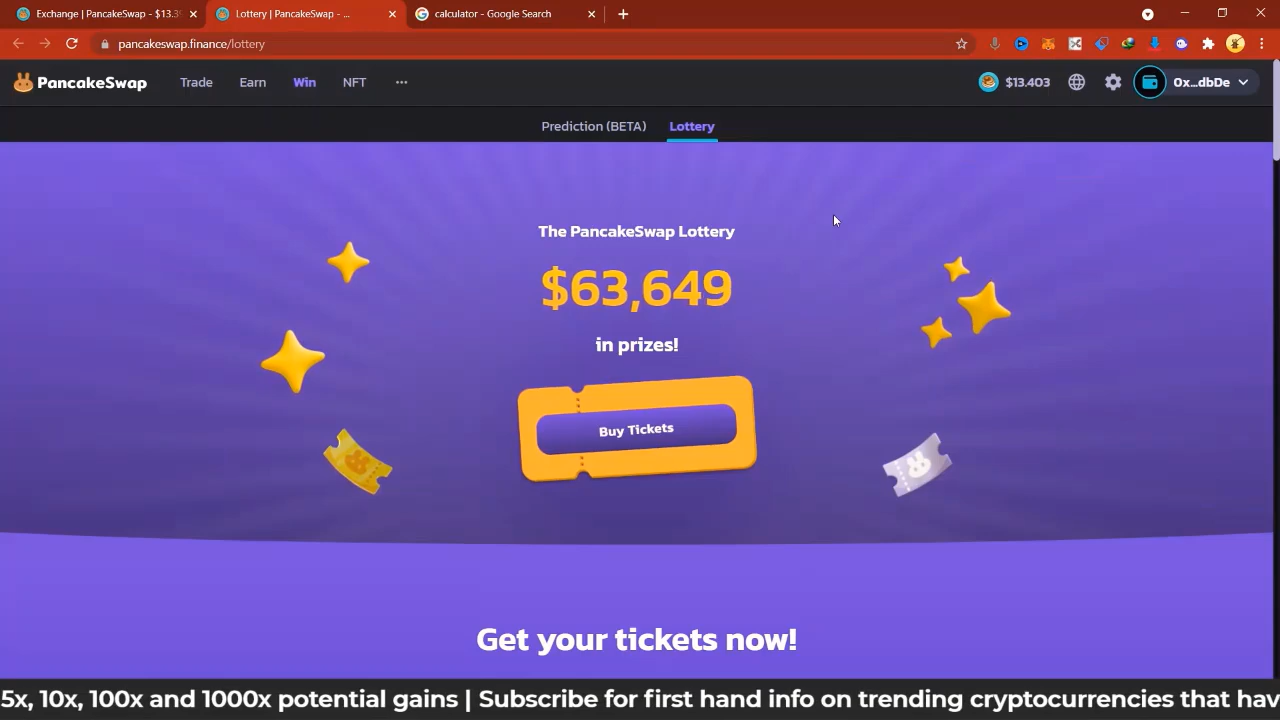 Exchange | PancakeSwap - $13.39
Lottery | PancakeSwap - ...
calculator - Google Search
pancakeswap.finance/lottery
PancakeSwap
Trade
Earn
Win
NFT
$13.403
0x...dbDe
Prediction (BETA)
Lottery
The PancakeSwap Lottery
$63,649
in prizes!
Buy Tickets
Get your tickets now!
5x, 10x, 100x and 1000x potential gains | Subscribe for first hand info on trending cryptocurrencies that hav